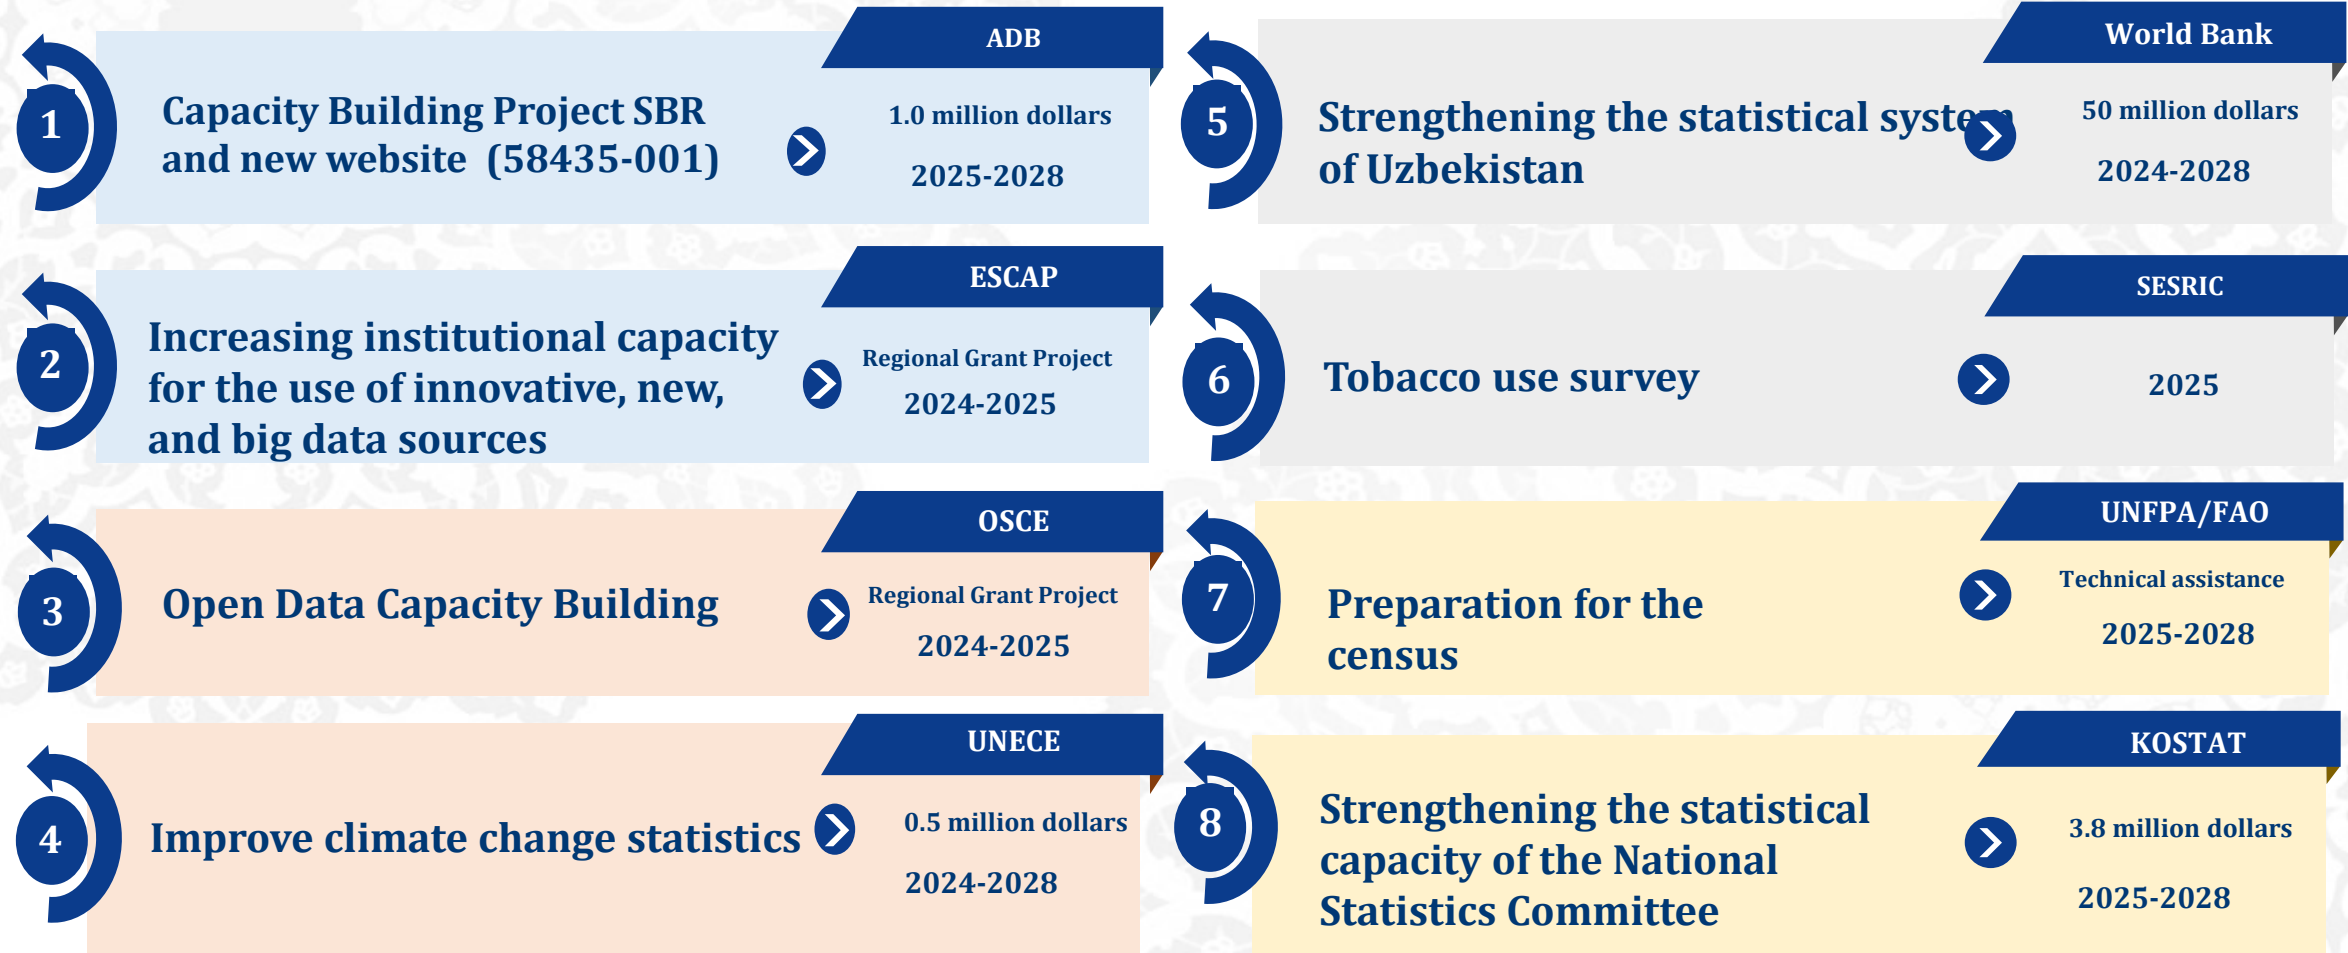 1
Capacity Building Project SBR
and new website (58435-001)
ADB
1.0 million dollars
2025-2028
2
Increasing institutional capacity
for the use of innovative, new,
and big data sources
ESCAP
Regional Grant Project
2024-2025
3
Open Data Capacity Building
OSCE
Regional Grant Project
2024-2025
4
Improve climate change statistics
UNECE
0.5 million dollars
2024-2028
5
Strengthening the statistical system
of Uzbekistan
World Bank
50 million dollars
2024-2028
6
Tobacco use survey
SESRIC
2025
7
Preparation for the
census
UNFPA/FAO
Technical assistance
2025-2028
8
Strengthening the statistical
capacity of the National
Statistics Committee
KOSTAT
3.8 million dollars
2025-2028